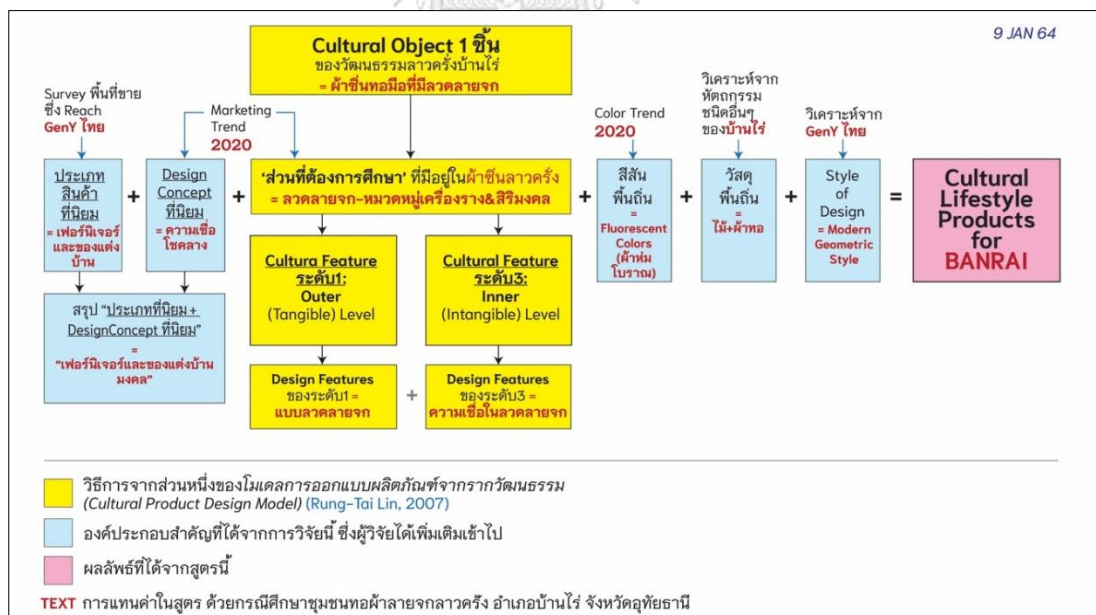 9 JAN 64
Cultural Object 1 ชิ้น
ของวัฒนธรรมลาวครั่งบ้านไร่
= ผ้าซิ่นทอมือที่มีลวดลายจก
Survey พื้นที่ขาย
ซึ่ง Reach
GenY ไทย
Marketing
Trend
2020
Color Trend
2020
วิเคราะห์จาก
หัตถกรรม
ชนิดอื่นๆ
ของบ้านไร่
วิเคราะห์จาก
GenY ไทย
ประเภท
สินค้า
ที่นิยม
= เฟอร์นิเจอร์
และของแต่ง
บ้าน
+
Design
Concept
ที่นิยม
= ความเชื่อ
โชคลาง
+
'ส่วนที่ต้องการศึกษา' ที่มีอยู่ในผ้าซิ่นลาวครั่ง
= ลวดลายจก-หมวดหมู่เครื่องราง&สิริมงคล
+
สีสัน
พื้นถิ่น
=
Fluorescent
Colors
(ผ้าห่ม
โบราณ)
+
วัสดุ
พื้นถิ่น
=
ไม้+ผ้าทอ
+
Style
of Design
= Modern
Geometric
Style
=
Cultural
Lifestyle
Products
for
BANRAI
สรุป "ประเภทที่นิยม +
DesignConcept ที่นิยม"
=
"เฟอร์นิเจอร์และของแต่งบ้าน
มงคล"
Cultura Feature
ระดับ1:
Outer
(Tangible) Level
Cultural Feature
ระดับ3:
Inner
(Intangible) Level
Design Features
ของระดับ1 =
แบบลวดลายจก
+
Design Features
ของระดับ3 =
ความเชื่อในลวดลายจก
วิธีการจากส่วนหนึ่งของโมเดลการออกแบบผลิตภัณฑ์จากรากวัฒนธรรม
(Cultural Product Design Model) (Rung-Tai Lin, 2007)
องค์ประกอบสำคัญที่ได้จากการวิจัยนี้ ซึ่งผู้วิจัยได้เพิ่มเติมเข้าไป
ผลลัพธ์ที่ได้จากสูตรนี้
TEXT การแทนค่าในสูตร ด้วยกรณีศึกษาชุมชนทอผ้าลายจกลาวครั่ง อำเภอบ้านไร่ จังหวัดอุทัยธานี